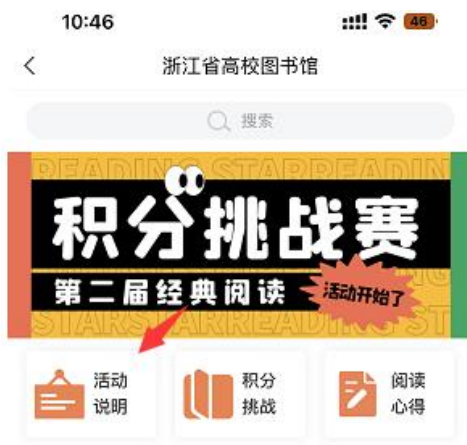 10:46
46
浙江省高校图书馆
搜索
READING STARREADIN
积分挑战赛
第二届经典阅读
活动开始了
活动
说明
积分
挑战
阅读
心得